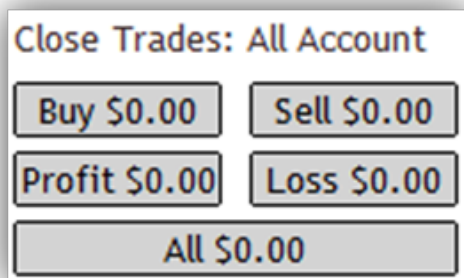 Close Trades: All Account
Buy $0.00 Sell $0.00
Profit $0.00 Loss $0.00
All $0.00